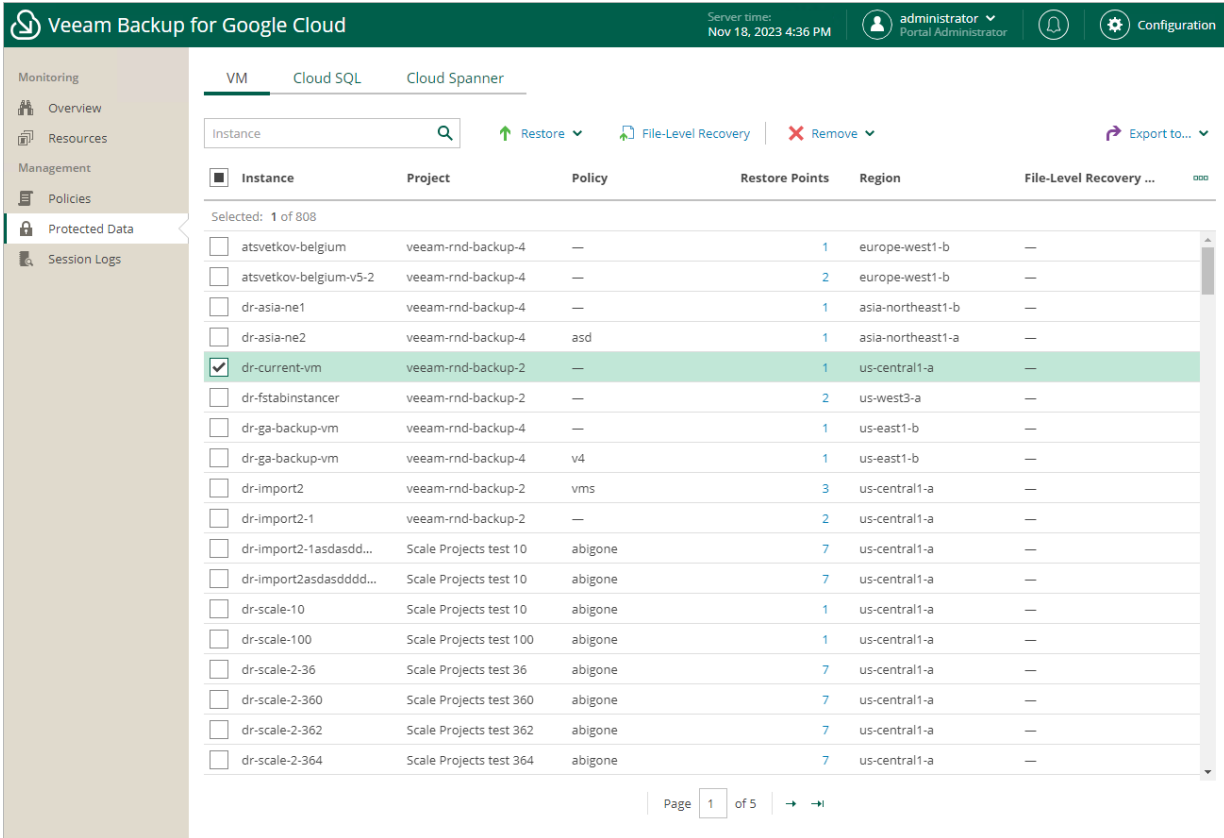 Veeam Backup for Google Cloud
Server time:
Nov 18, 2023 4:36 PM
administrator
Portal Administrator
Configuration
Monitoring
Overview
Resources
Management
Policies
Protected Data
Session Logs
VM Cloud SQL Cloud Spanner
Instance Restore File-Level Recovery Remove Export to...
Instance Project Policy Restore Points Region File-Level Recovery ...
Selected: 1 of 808
atsvetkov-belgium veeam-rnd-backup-4 — 1 europe-west1-b —
atsvetkov-belgium-v5-2 veeam-rnd-backup-4 — 2 europe-west1-b —
dr-asia-ne1 veeam-rnd-backup-4 — 1 asia-northeast1-b —
dr-asia-ne2 veeam-rnd-backup-4 asd 1 asia-northeast1-a —
dr-current-vm veeam-rnd-backup-2 — 1 us-central1-a —
dr-fstabinstancer veeam-rnd-backup-2 — 2 us-west3-a —
dr-ga-backup-vm veeam-rnd-backup-4 — 1 us-east1-b —
dr-ga-backup-vm veeam-rnd-backup-4 v4 1 us-east1-b —
dr-import2 veeam-rnd-backup-2 vms 3 us-central1-a —
dr-import2-1 veeam-rnd-backup-2 — 2 us-central1-a —
dr-import2-1asdasdd... Scale Projects test 10 abigone 7 us-central1-a —
dr-import2asdasdddd... Scale Projects test 10 abigone 7 us-central1-a —
dr-scale-10 Scale Projects test 10 abigone 1 us-central1-a —
dr-scale-100 Scale Projects test 100 abigone 1 us-central1-a —
dr-scale-2-36 Scale Projects test 36 abigone 7 us-central1-a —
dr-scale-2-360 Scale Projects test 360 abigone 7 us-central1-a —
dr-scale-2-362 Scale Projects test 362 abigone 7 us-central1-a —
dr-scale-2-364 Scale Projects test 364 abigone 7 us-central1-a —
Page 1 of 5